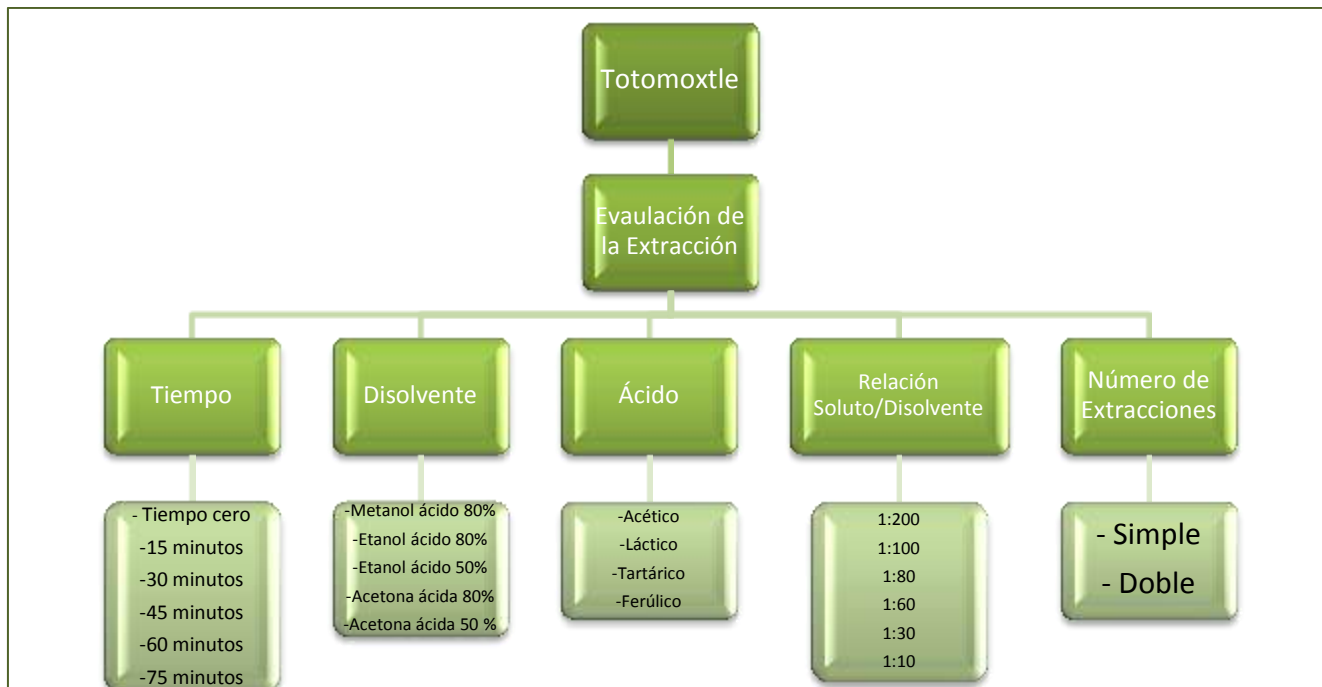 Totomoxtle
Evaulación de
la Extracción
Tiempo
Disolvente
Ácido
Relación
Soluto/Disolvente
Número de
Extracciones
- Tiempo cero
-15 minutos
-30 minutos
-45 minutos
-60 minutos
-75 minutos
-Metanol ácido 80%
-Etanol ácido 80%
-Etanol ácido 50%
-Acetona ácida 80%
-Acetona ácida 50 %
-Acético
-Láctico
-Tartárico
-Ferúlico
1:200
1:100
1:80
1:60
1:30
1:10
- Simple
- Doble